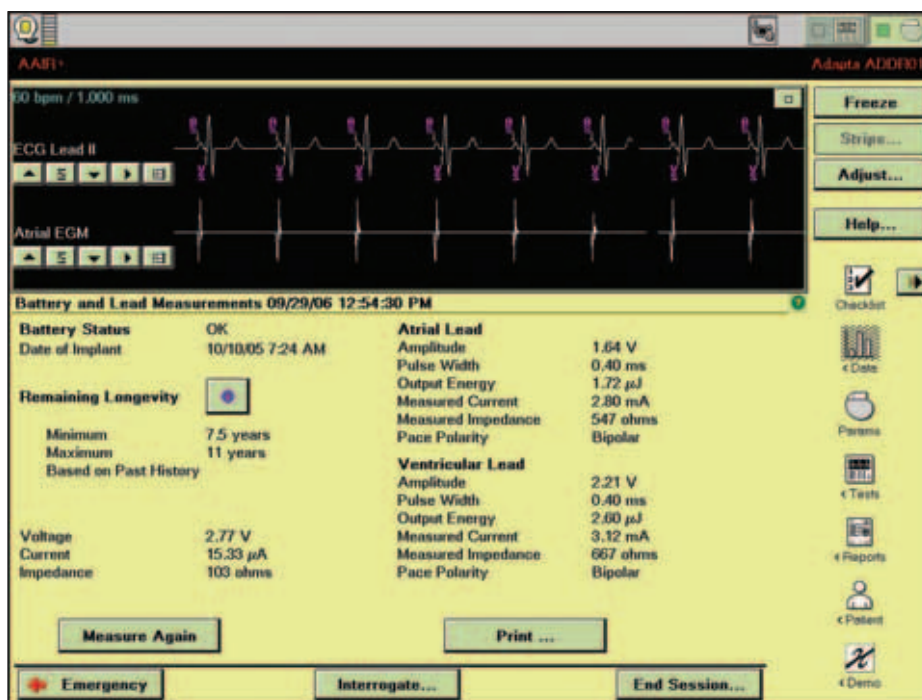 AAIR+
Adapta ADDR01
60 bpm / 1,000 ms
Freeze
ECG Lead II
Strips...
Adjust...
Atrial EGM
Help...
Battery and Lead Measurements 09/29/06 12:54:30 PM
Checklist
Battery Status OK
Date of Implant 10/10/05 7:24 AM
Remaining Longevity
Minimum 7.5 years
Maximum 11 years
Based on Past History
Voltage 2.77 V
Current 15.33 µA
Impedance 103 ohms
Atrial Lead
Amplitude 1.64 V
Pulse Width 0.40 ms
Output Energy 1.72 µJ
Measured Current 2.80 mA
Measured Impedance 547 ohms
Pace Polarity Bipolar
Ventricular Lead
Amplitude 2.21 V
Pulse Width 0.40 ms
Output Energy 2.60 µJ
Measured Current 3.12 mA
Measured Impedance 667 ohms
Pace Polarity Bipolar
< Data
Params
< Tests
< Reports
< Patient
< Demo
Measure Again
Print ...
Emergency
Interrogate...
End Session...